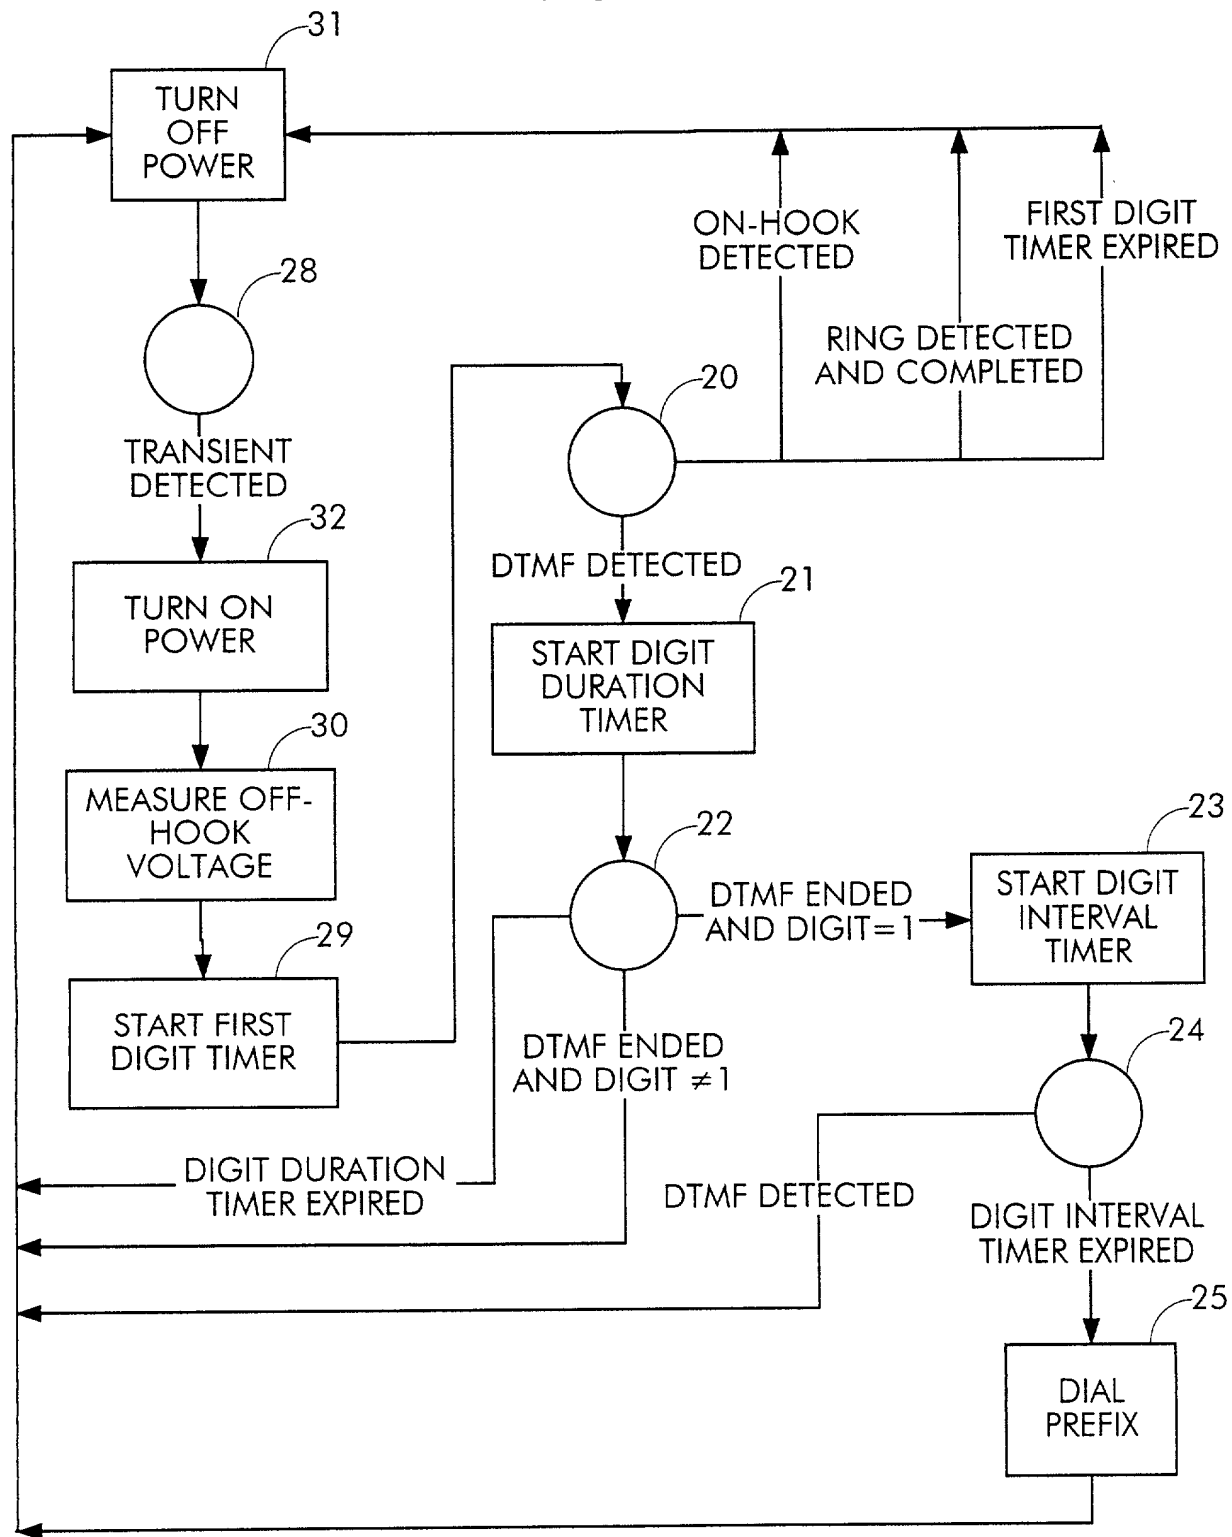 31
TURN
OFF
POWER
ON-HOOK
DETECTED
FIRST DIGIT
TIMER EXPIRED
28
RING DETECTED
AND COMPLETED
20
TRANSIENT
DETECTED
32
DTMF DETECTED
21
TURN ON
POWER
START DIGIT
DURATION
TIMER
30
MEASURE OFF-
HOOK
VOLTAGE
22
23
DTMF ENDED
AND DIGIT=1
START DIGIT
INTERVAL
TIMER
29
START FIRST
DIGIT TIMER
DTMF ENDED
AND DIGIT ≠1
24
DIGIT DURATION
TIMER EXPIRED
DTMF DETECTED
DIGIT INTERVAL
TIMER EXPIRED
25
DIAL
PREFIX